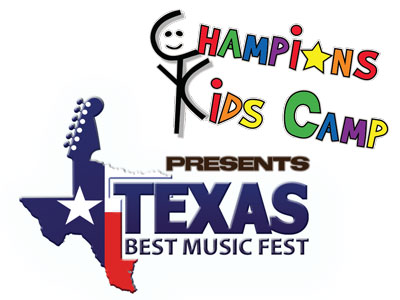 CHAMPIONS
KIDS CAMP
PRESENTS
TEXAS
BEST MUSIC FEST